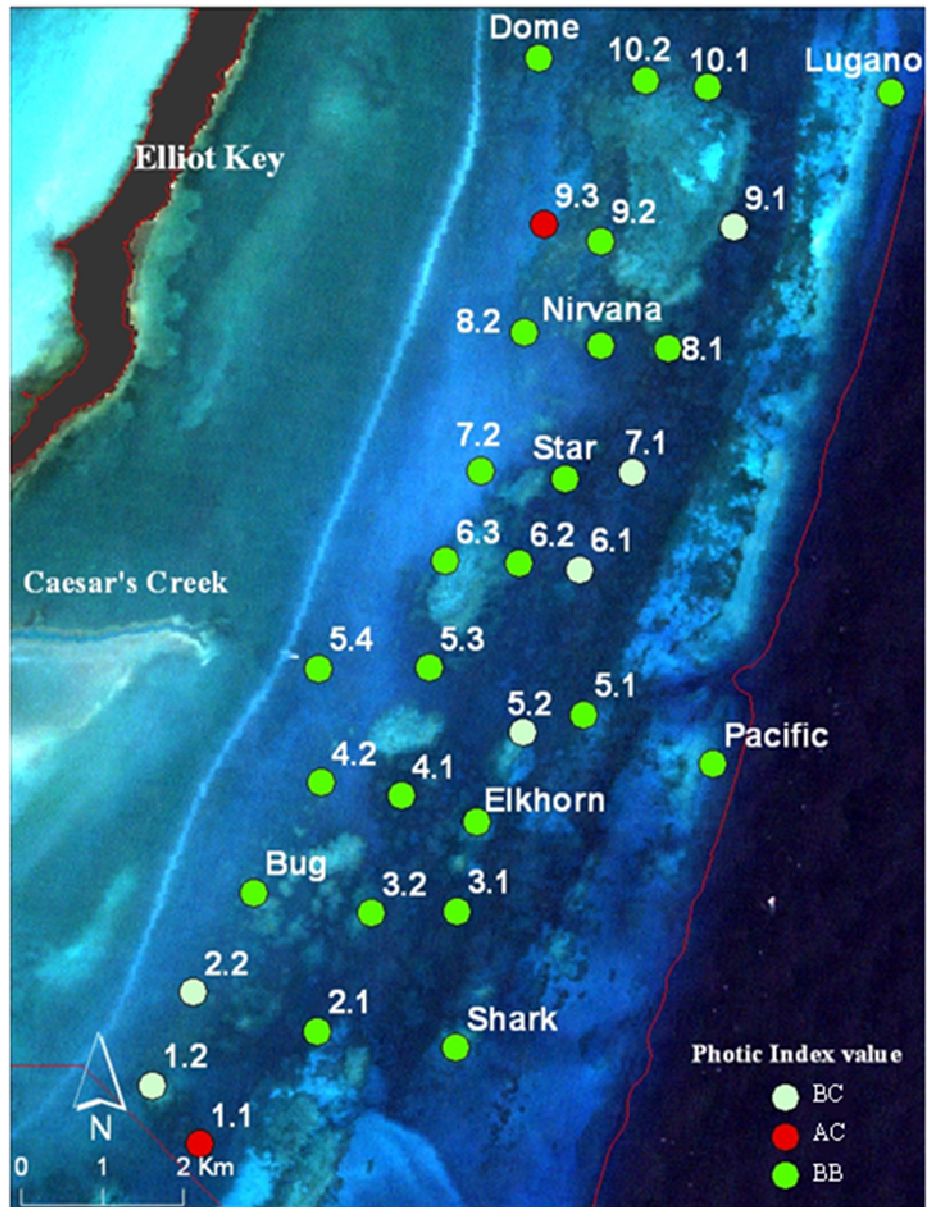 Dome
10.2
10.1
Lugano
Elliot Key
9.3
9.2
9.1
8.2
Nirvana
8.1
7.2
Star
7.1
6.3
6.2
6.1
Caesar's Creek
5.4
5.3
5.2
5.1
Pacific
4.2
4.1
Elkhorn
Bug
3.2
3.1
2.2
2.1
Shark
1.2
1.1
N
0 1 2 Km
Photic Index value
BC
AC
BB